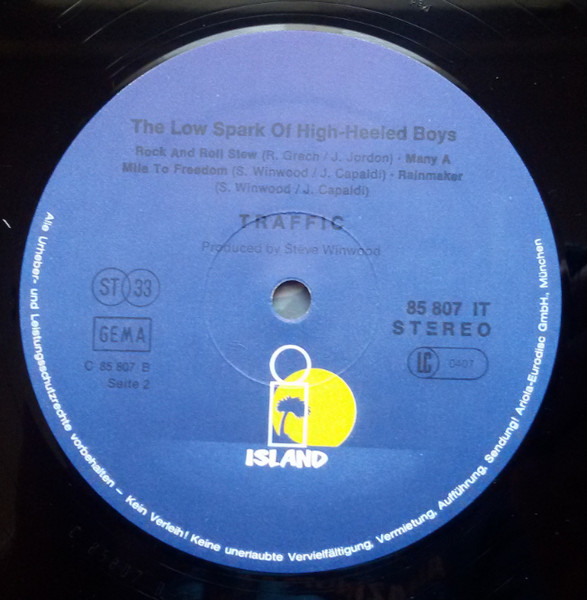 The Low Spark Of High-Heeled Boys
Rock And Roll Stew (R. Grech / J. Jordon) · Many A
Mile To Freedom (S. Winwood / J. Capaldi) · Rainmaker
(S. Winwood / J. Capaldi)
TRAFFIC
Produced by Steve Winwood
ST 33
GEMA
C 85 807 B
Seite 2
85 807 IT
STEREO
LC 0407
ISLAND
Alle Urheber- und Leistungsschutzrechte vorbehalten – Kein Verleih! Keine unerlaubte Vervielfältigung, Vermietung, Aufführung, Sendung! Ariola-Eurodisc GmbH., München